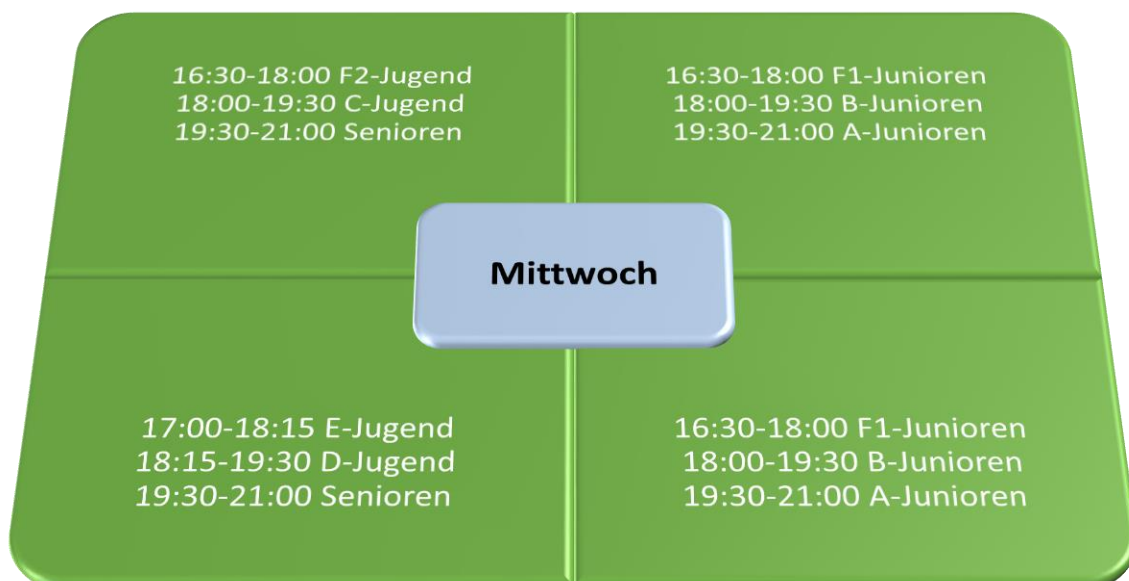 16:30-18:00 F2-Jugend
18:00-19:30 C-Jugend
19:30-21:00 Senioren
16:30-18:00 F1-Junioren
18:00-19:30 B-Junioren
19:30-21:00 A-Junioren
Mittwoch
17:00-18:15 E-Jugend
18:15-19:30 D-Jugend
19:30-21:00 Senioren
16:30-18:00 F1-Junioren
18:00-19:30 B-Junioren
19:30-21:00 A-Junioren